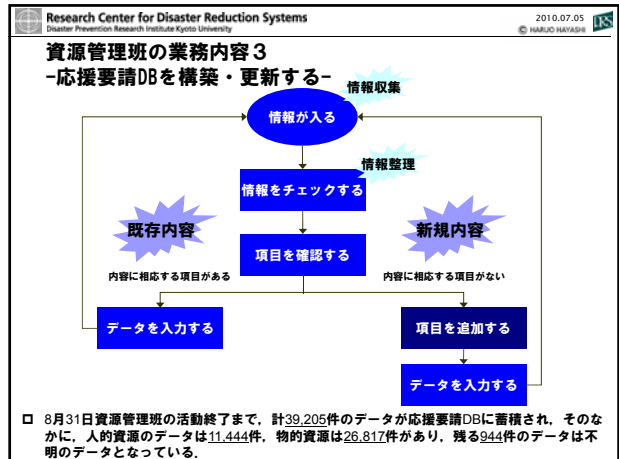 Research Center for Disaster Reduction Systems
Disaster Prevention Research Institute Kyoto University
2010.07.05
© HARUO HAYASHI
DRS
資源管理班の業務内容３
-応援要請DBを構築・更新する-
情報収集
情報が入る
情報整理
情報をチェックする
既存内容
新規内容
項目を確認する
内容に相応する項目がある
内容に相応する項目がない
データを入力する
項目を追加する
データを入力する
8月31日資源管理班の活動終了まで，計39,205件のデータが応援要請DBに蓄積され，そのな
かに，人的資源のデータは11,444件，物的資源は26,817件があり，残る944件のデータは不
明のデータとなっている．